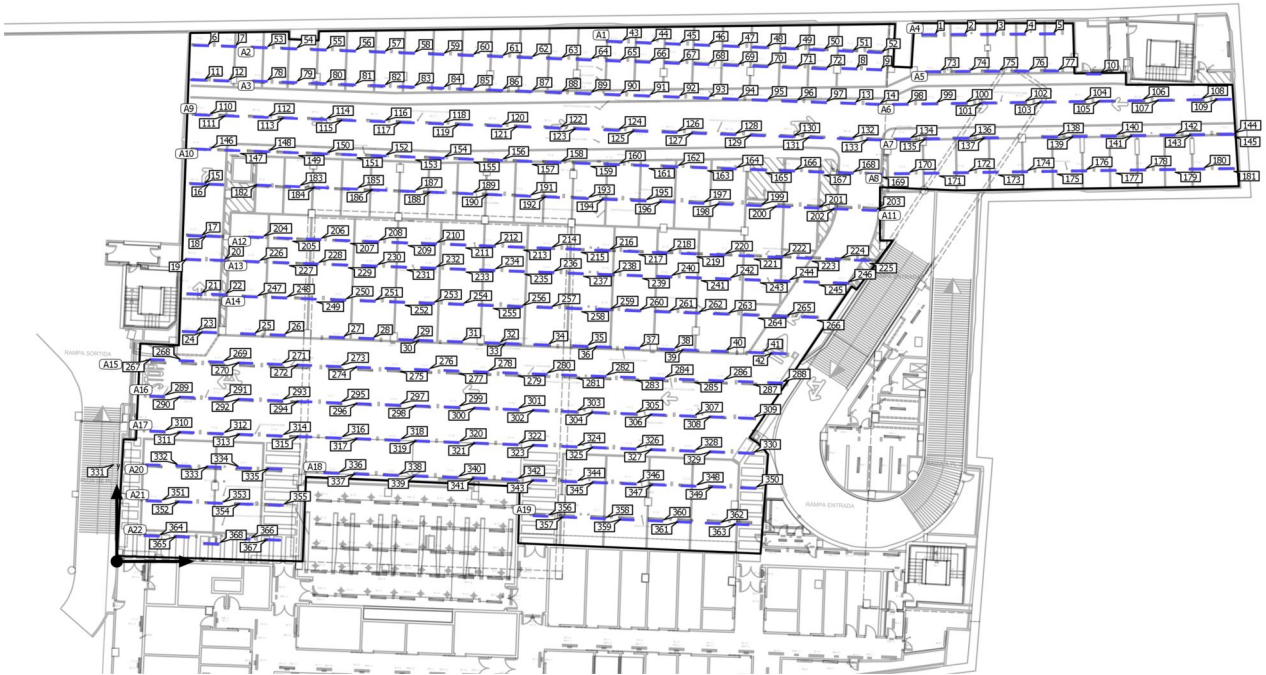 A4 1 2 3 4 5
6 7 53 54 55 56 57 58 59 60 61 62 63 64 65 66 67 68 69 70 71 72 8 9
A1 43 44 45 46 47 48 49 50 51 52
A2
A5 73 74 75 76 77 10
11 12 78 79 80 81 82 83 84 85 86 87 88 89 90 91 92 93 94 95 96 97 13 14
A3
A6 98 99 100 102 104 106 108
101 103 105 107 109
A9 110 112 114 116 118 120 122 124 126 128 130 132
111 113 115 117 119 121 123 125 127 129 131 133
A7 134 136 138 140 142 144
135 137 139 141 143 145
A10 146 148 150 152 154 156 158 160 162 164 166 168
147 149 151 153 155 157 159 161 163 165 167
A8 170 172 174 176 178 180
169 171 173 175 177 179 181
15 183 185 187 189 191 193 195 197 199 201 203
16 182 184 186 188 190 192 194 196 198 200 202
A11
17 A12 204 206 208 210 212 214 216 218 220 222 224
18 205 207 209 211 213 215 217 219 221 223 225
19 20 A13 226 228 230 232 234 236 238 240 242 244 246
227 229 231 233 235 237 239 241 243 245
21 22 A14 247 248 250 251 253 254 256 257 259 260 261 262 263 265
249 252 255 258 264 266
23 25 26 27 28 29 31 32 34 35 37 38 40 41
24 30 33 36 39 42
RAMPA SORTIDA
A15 268 269 271 273 276 278 280 282 284 286 288
267 270 272 274 275 277 279 281 283 285 287
A16 289 291 293 295 297 299 301 303 305 307 309
290 292 294 296 298 300 302 304 306 308
A17 310 312 314 316 318 320 322 324 326 328 330
311 313 315 317 319 321 323 325 327 329
331 A20 332 334
333 335
A18 336 338 340 342 344 346 348 350
337 339 341 343 345 347 349
A21 351 353 355
352 354
RAMPA ENTRADA
A19 356 358 360 362
357 359 361 363
A22 364 368 366
365 367